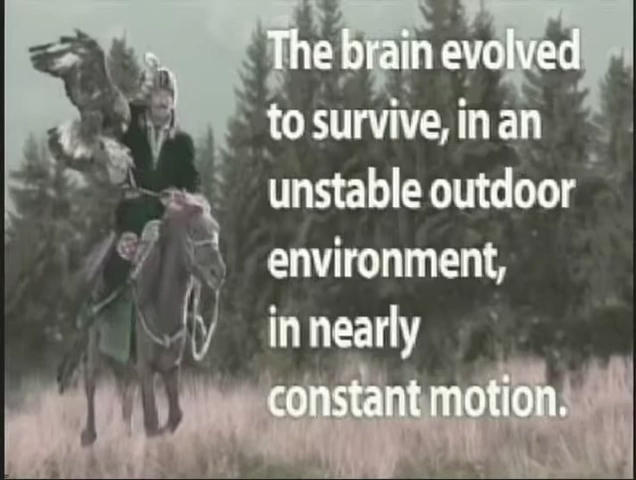 The brain evolved
to survive, in an
unstable outdoor
environment,
in nearly
constant motion.